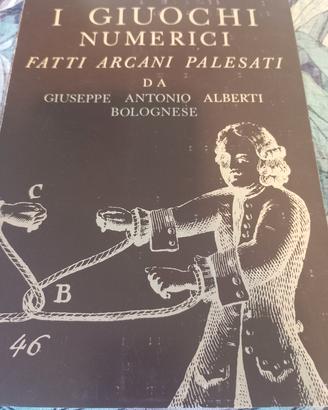 I GIUOCHI
NUMERICI
FATTI ARCANI PALESATI
DA
GIUSEPPE ANTONIO ALBERTI
BOLOGNESE
C
B
46